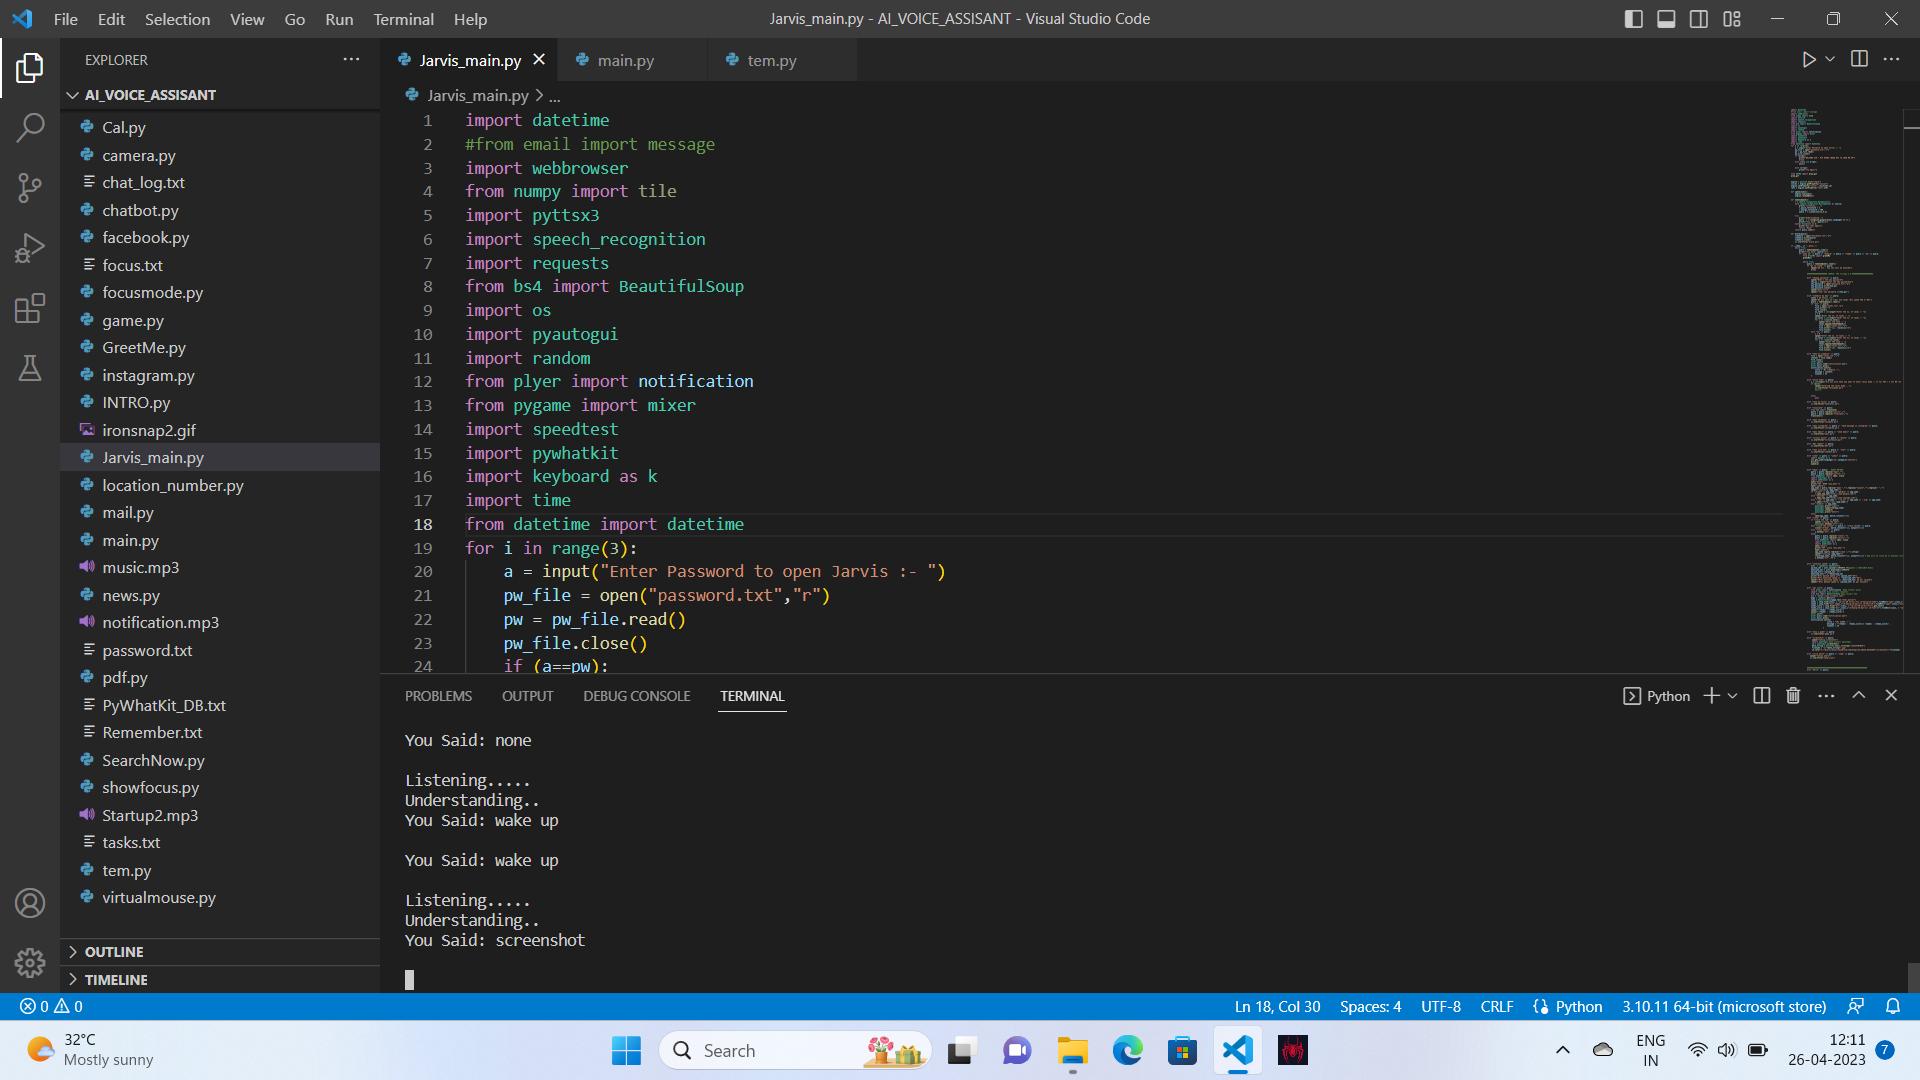 File Edit Selection View Go Run Terminal Help
Jarvis_main.py - AI_VOICE_ASSISANT - Visual Studio Code
EXPLORER
AI_VOICE_ASSISANT
Cal.py
camera.py
chat_log.txt
chatbot.py
facebook.py
focus.txt
focusmode.py
game.py
GreetMe.py
instagram.py
INTRO.py
ironsnap2.gif
Jarvis_main.py
location_number.py
mail.py
main.py
music.mp3
news.py
notification.mp3
password.txt
pdf.py
PyWhatKit_DB.txt
Remember.txt
SearchNow.py
showfocus.py
Startup2.mp3
tasks.txt
tem.py
virtualmouse.py
OUTLINE
TIMELINE
Jarvis_main.py main.py tem.py
Jarvis_main.py > ...
1 import datetime
2 #from email import message
3 import webbrowser
4 from numpy import tile
5 import pyttsx3
6 import speech_recognition
7 import requests
8 from bs4 import BeautifulSoup
9 import os
10 import pyautogui
11 import random
12 from plyer import notification
13 from pygame import mixer
14 import speedtest
15 import pywhatkit
16 import keyboard as k
17 import time
18 from datetime import datetime
19 for i in range(3):
20 a = input("Enter Password to open Jarvis :- ")
21 pw_file = open("password.txt","r")
22 pw = pw_file.read()
23 pw_file.close()
24 if (a==pw):
PROBLEMS OUTPUT DEBUG CONSOLE TERMINAL
Python
You Said: none
Listening.....
Understanding..
You Said: wake up
You Said: wake up
Listening.....
Understanding..
You Said: screenshot
0 0
Ln 18, Col 30 Spaces: 4 UTF-8 CRLF Python 3.10.11 64-bit (microsoft store)
32°C
Mostly sunny
Search
ENG
IN
12:11
26-04-2023
7